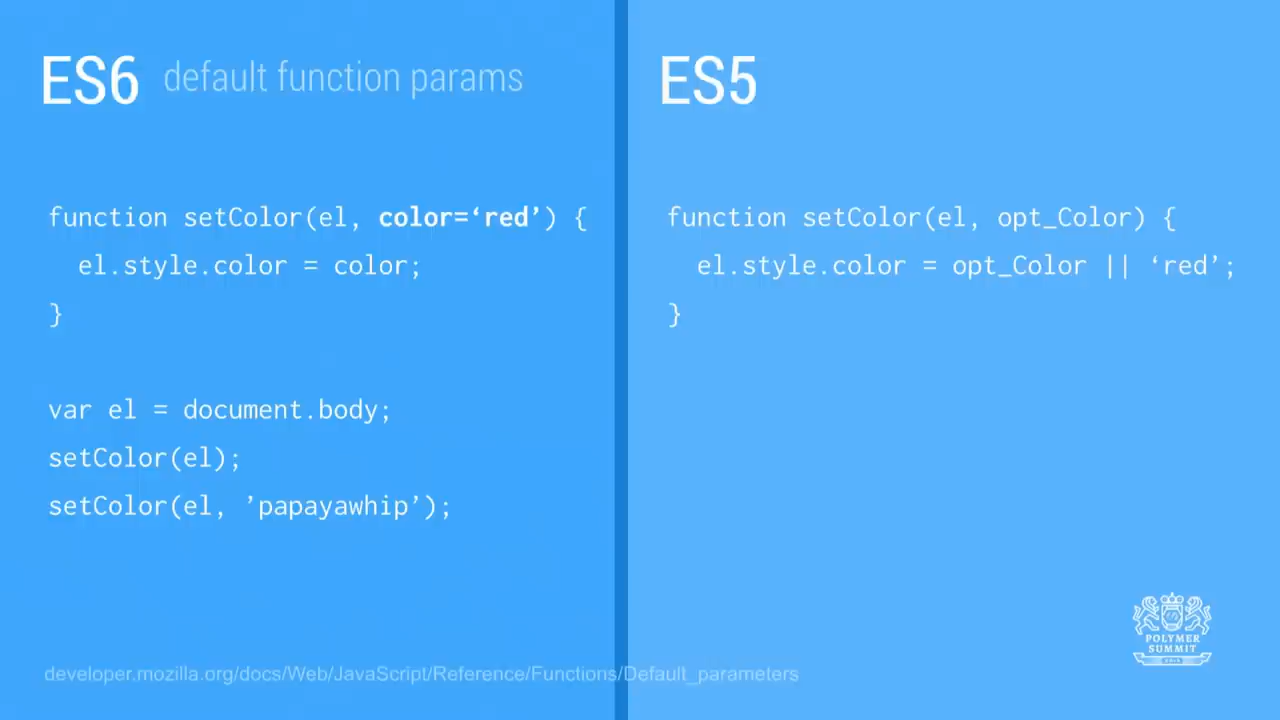 ES6 default function params
function setColor(el, color=‘red’) {
  el.style.color = color;
}
var el = document.body;
setColor(el);
setColor(el, ’papayawhip’);
ES5
function setColor(el, opt_Color) {
  el.style.color = opt_Color || ‘red’;
}
POLYMER
SUMMIT
developer.mozilla.org/docs/Web/JavaScript/Reference/Functions/Default_parameters